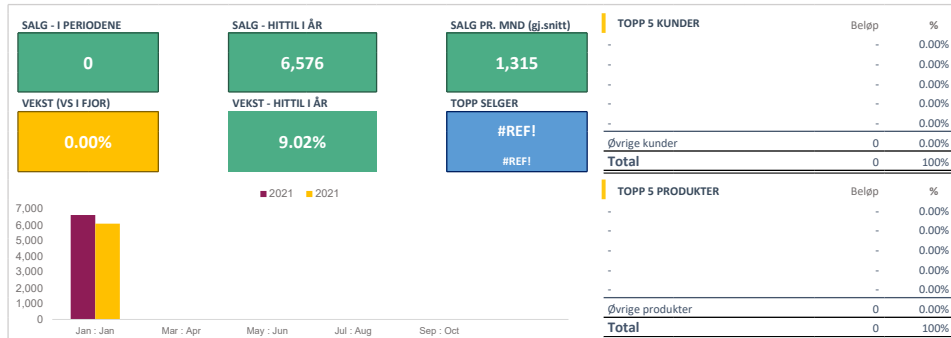 SALG - I PERIODENE
SALG - HITTIL I ÅR
SALG PR. MND (gj.snitt)
0
6,576
1,315
VEKST (VS I FJOR)
VEKST - HITTIL I ÅR
TOPP SELGER
0.00%
9.02%
#REF!
#REF!
2021 2021
7,000
6,000
5,000
4,000
3,000
2,000
1,000
0
Jan : Jan Mar : Apr May : Jun Jul : Aug Sep : Oct
TOPP 5 KUNDER Beløp %
- - 0.00%
- - 0.00%
- - 0.00%
- - 0.00%
- - 0.00%
Øvrige kunder 0 0.00%
Total 0 100%
TOPP 5 PRODUKTER Beløp %
- - 0.00%
- - 0.00%
- - 0.00%
- - 0.00%
- - 0.00%
Øvrige produkter 0 0.00%
Total 0 100%